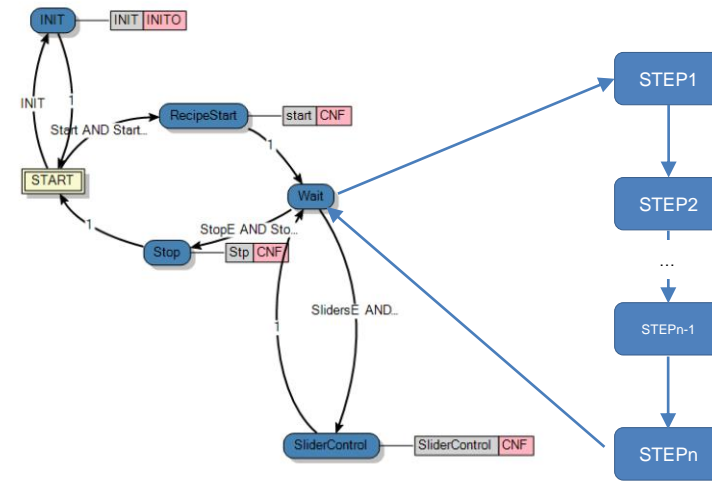 INIT
INIT INITO
INIT
1
Start AND Start...
RecipeStart
start CNF
1
START
Wait
1
StopE AND Sto...
Stop
Stp CNF
SlidersE AND...
1
SliderControl
SliderControl CNF
STEP1
STEP2
...
STEPn-1
STEPn